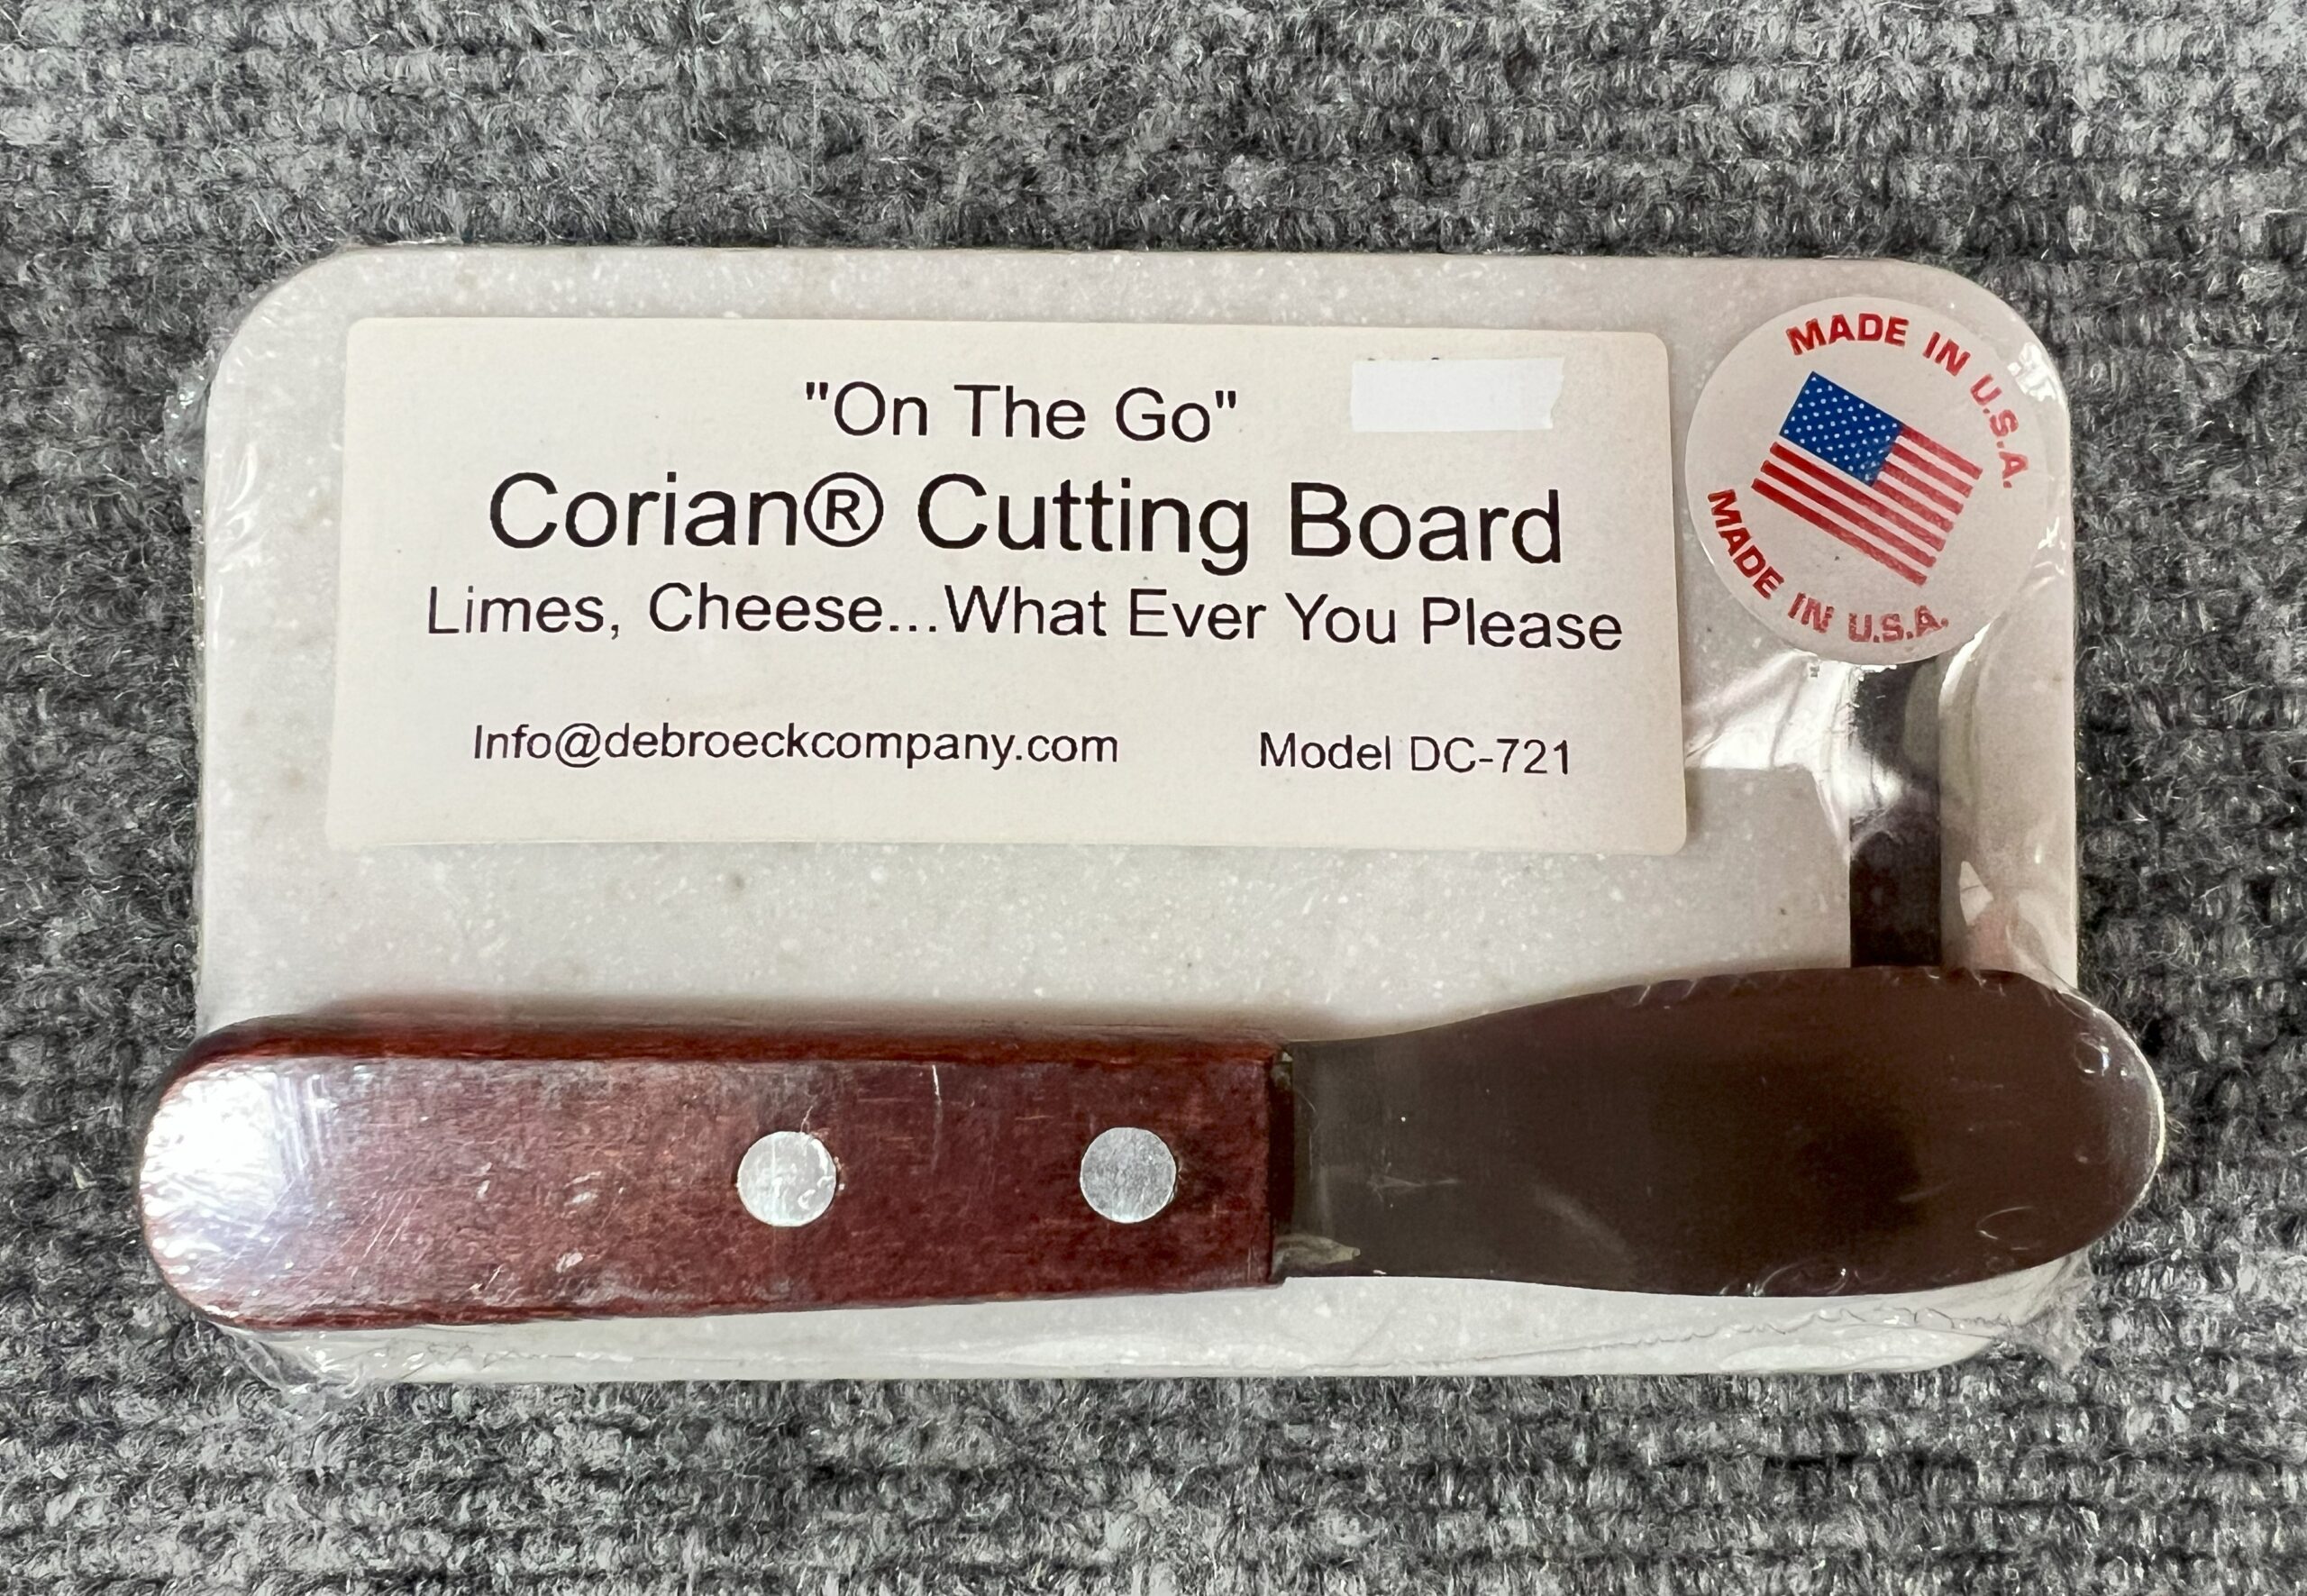 "On The Go"
Corian® Cutting Board
Limes, Cheese...What Ever You Please
Info@debroeckcompany.com
Model DC-721
MADE IN U.S.A.
MADE IN U.S.A.